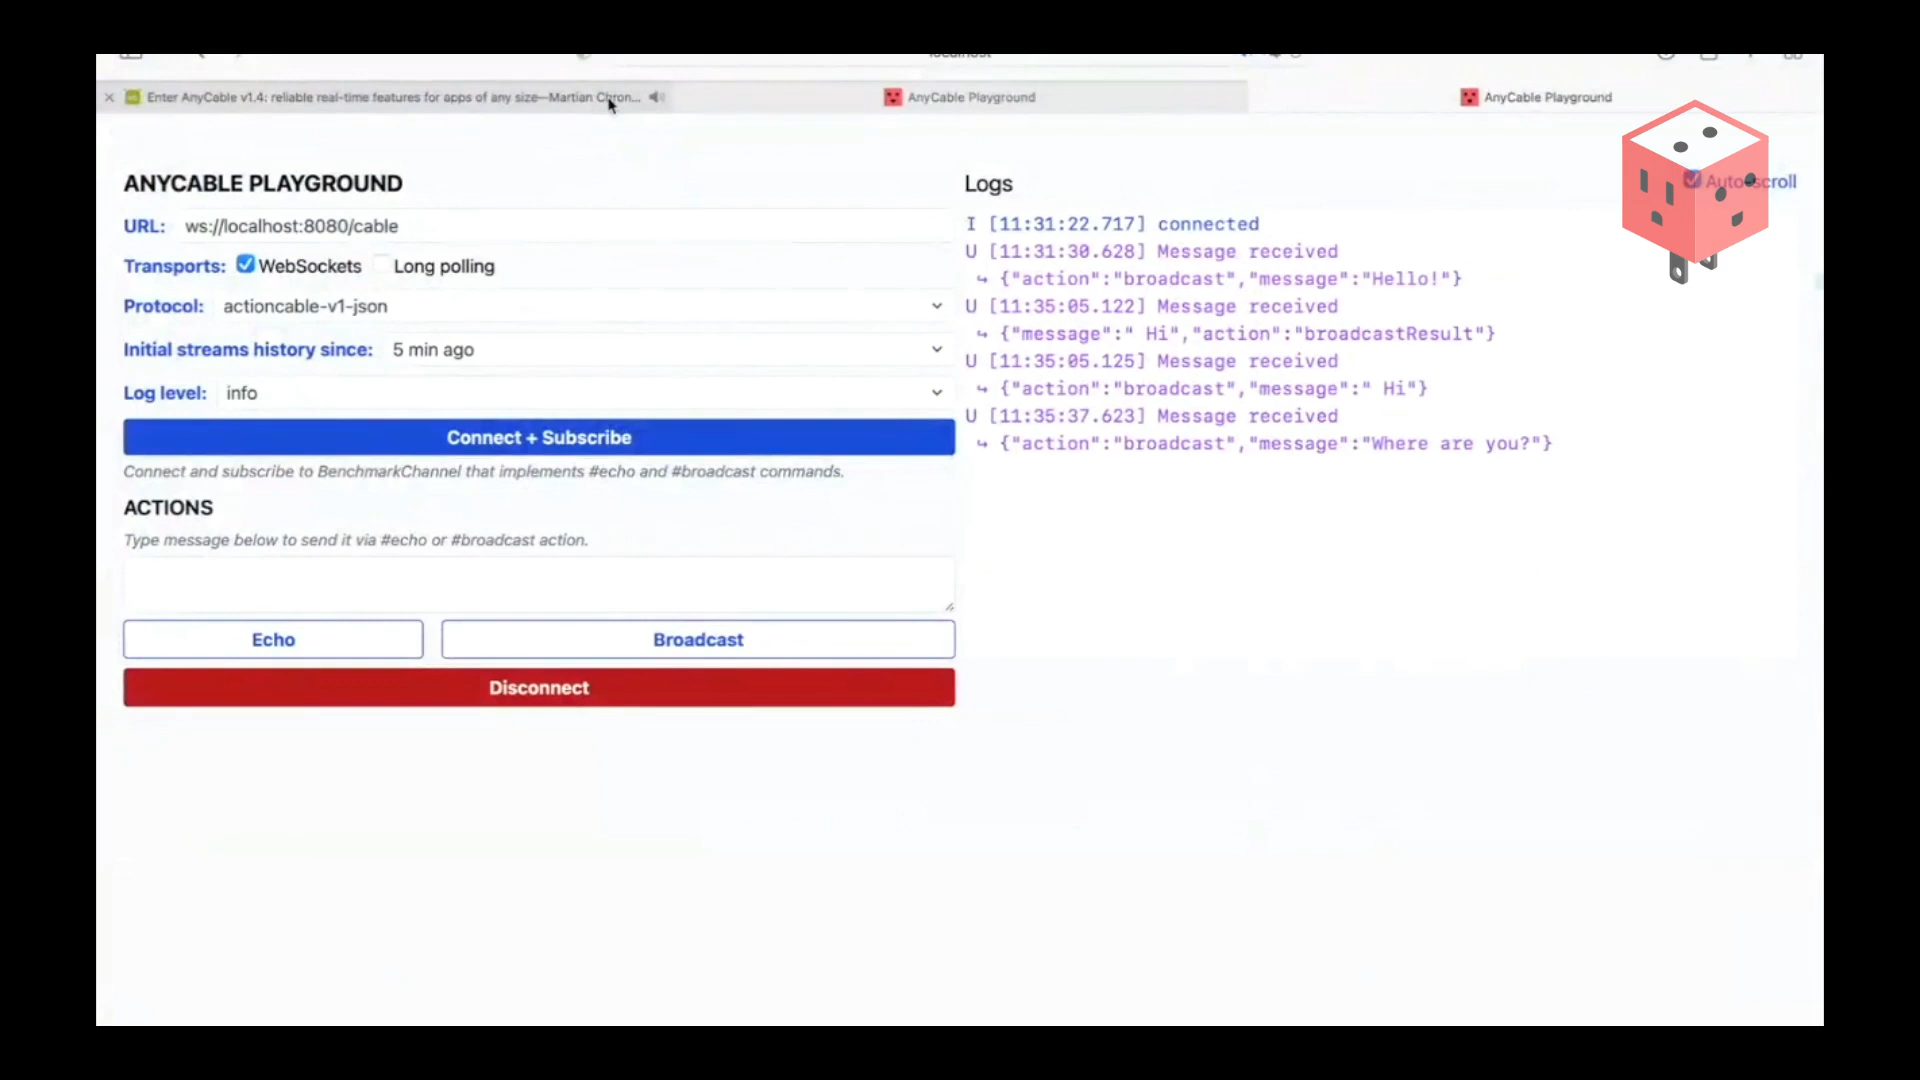 localhost
Enter AnyCable v1.4: reliable real-time features for apps of any size—Martian Chron...
AnyCable Playground
AnyCable Playground
ANYCABLE PLAYGROUND
URL: ws://localhost:8080/cable
Transports: WebSockets Long polling
Protocol: actioncable-v1-json
Initial streams history since: 5 min ago
Log level: info
Connect + Subscribe
Connect and subscribe to BenchmarkChannel that implements #echo and #broadcast commands.
ACTIONS
Type message below to send it via #echo or #broadcast action.
Echo
Broadcast
Disconnect
Logs
Auto-scroll
I [11:31:22.717] connected
U [11:31:30.628] Message received
↪ {"action":"broadcast","message":"Hello!"}
U [11:35:05.122] Message received
↪ {"message":" Hi","action":"broadcastResult"}
U [11:35:05.125] Message received
↪ {"action":"broadcast","message":" Hi"}
U [11:35:37.623] Message received
↪ {"action":"broadcast","message":"Where are you?"}